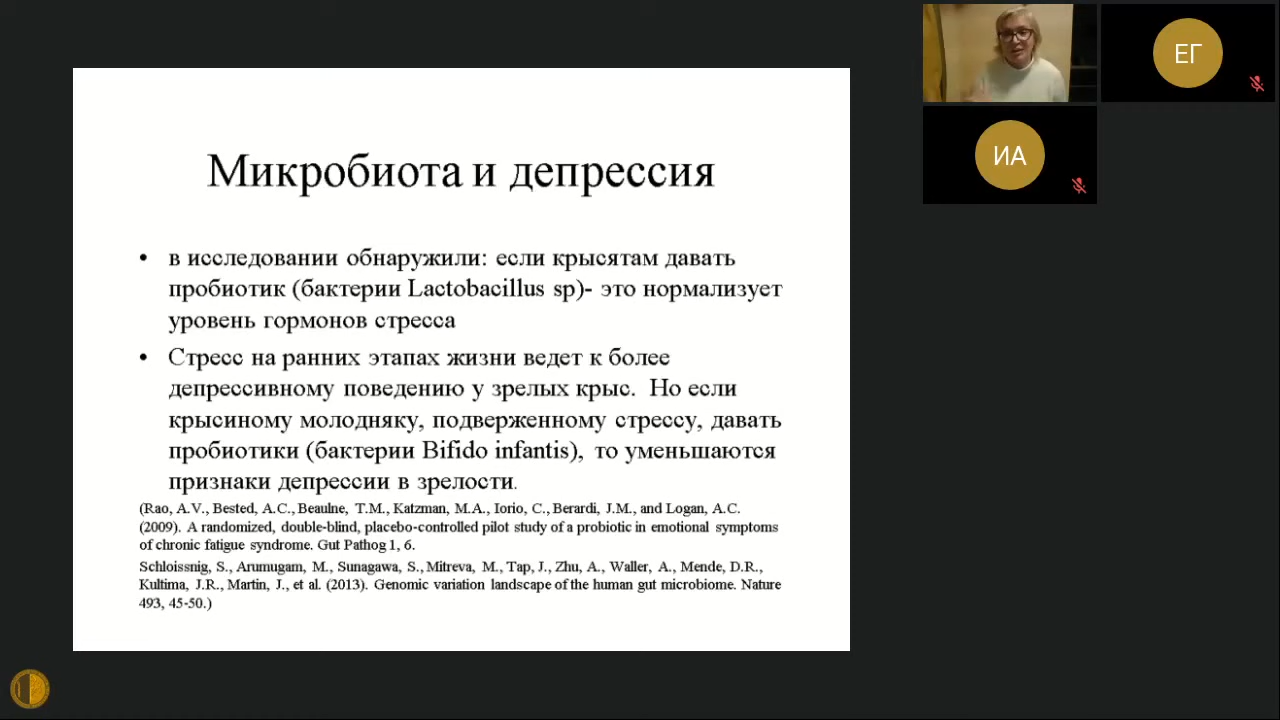 Микробиота и депрессия
• в исследовании обнаружили: если крысятам давать
пробиотик (бактерии Lactobacillus sp)- это нормализует
уровень гормонов стресса
• Стресс на ранних этапах жизни ведет к более
депрессивному поведению у зрелых крыс. Но если
крысиному молодняку, подверженному стрессу, давать
пробиотики (бактерии Bifido infantis), то уменьшаются
признаки депрессии в зрелости.
(Rao, A.V., Bested, A.C., Beaulne, T.M., Katzman, M.A., Iorio, C., Berardi, J.M., and Logan, A.C.
(2009). A randomized, double-blind, placebo-controlled pilot study of a probiotic in emotional symptoms
of chronic fatigue syndrome. Gut Pathog 1, 6.
Schloissnig, S., Arumugam, M., Sunagawa, S., Mitreva, M., Tap, J., Zhu, A., Waller, A., Mende, D.R.,
Kultima, J.R., Martin, J., et al. (2013). Genomic variation landscape of the human gut microbiome. Nature
493, 45-50.)
ЕГ
ИА